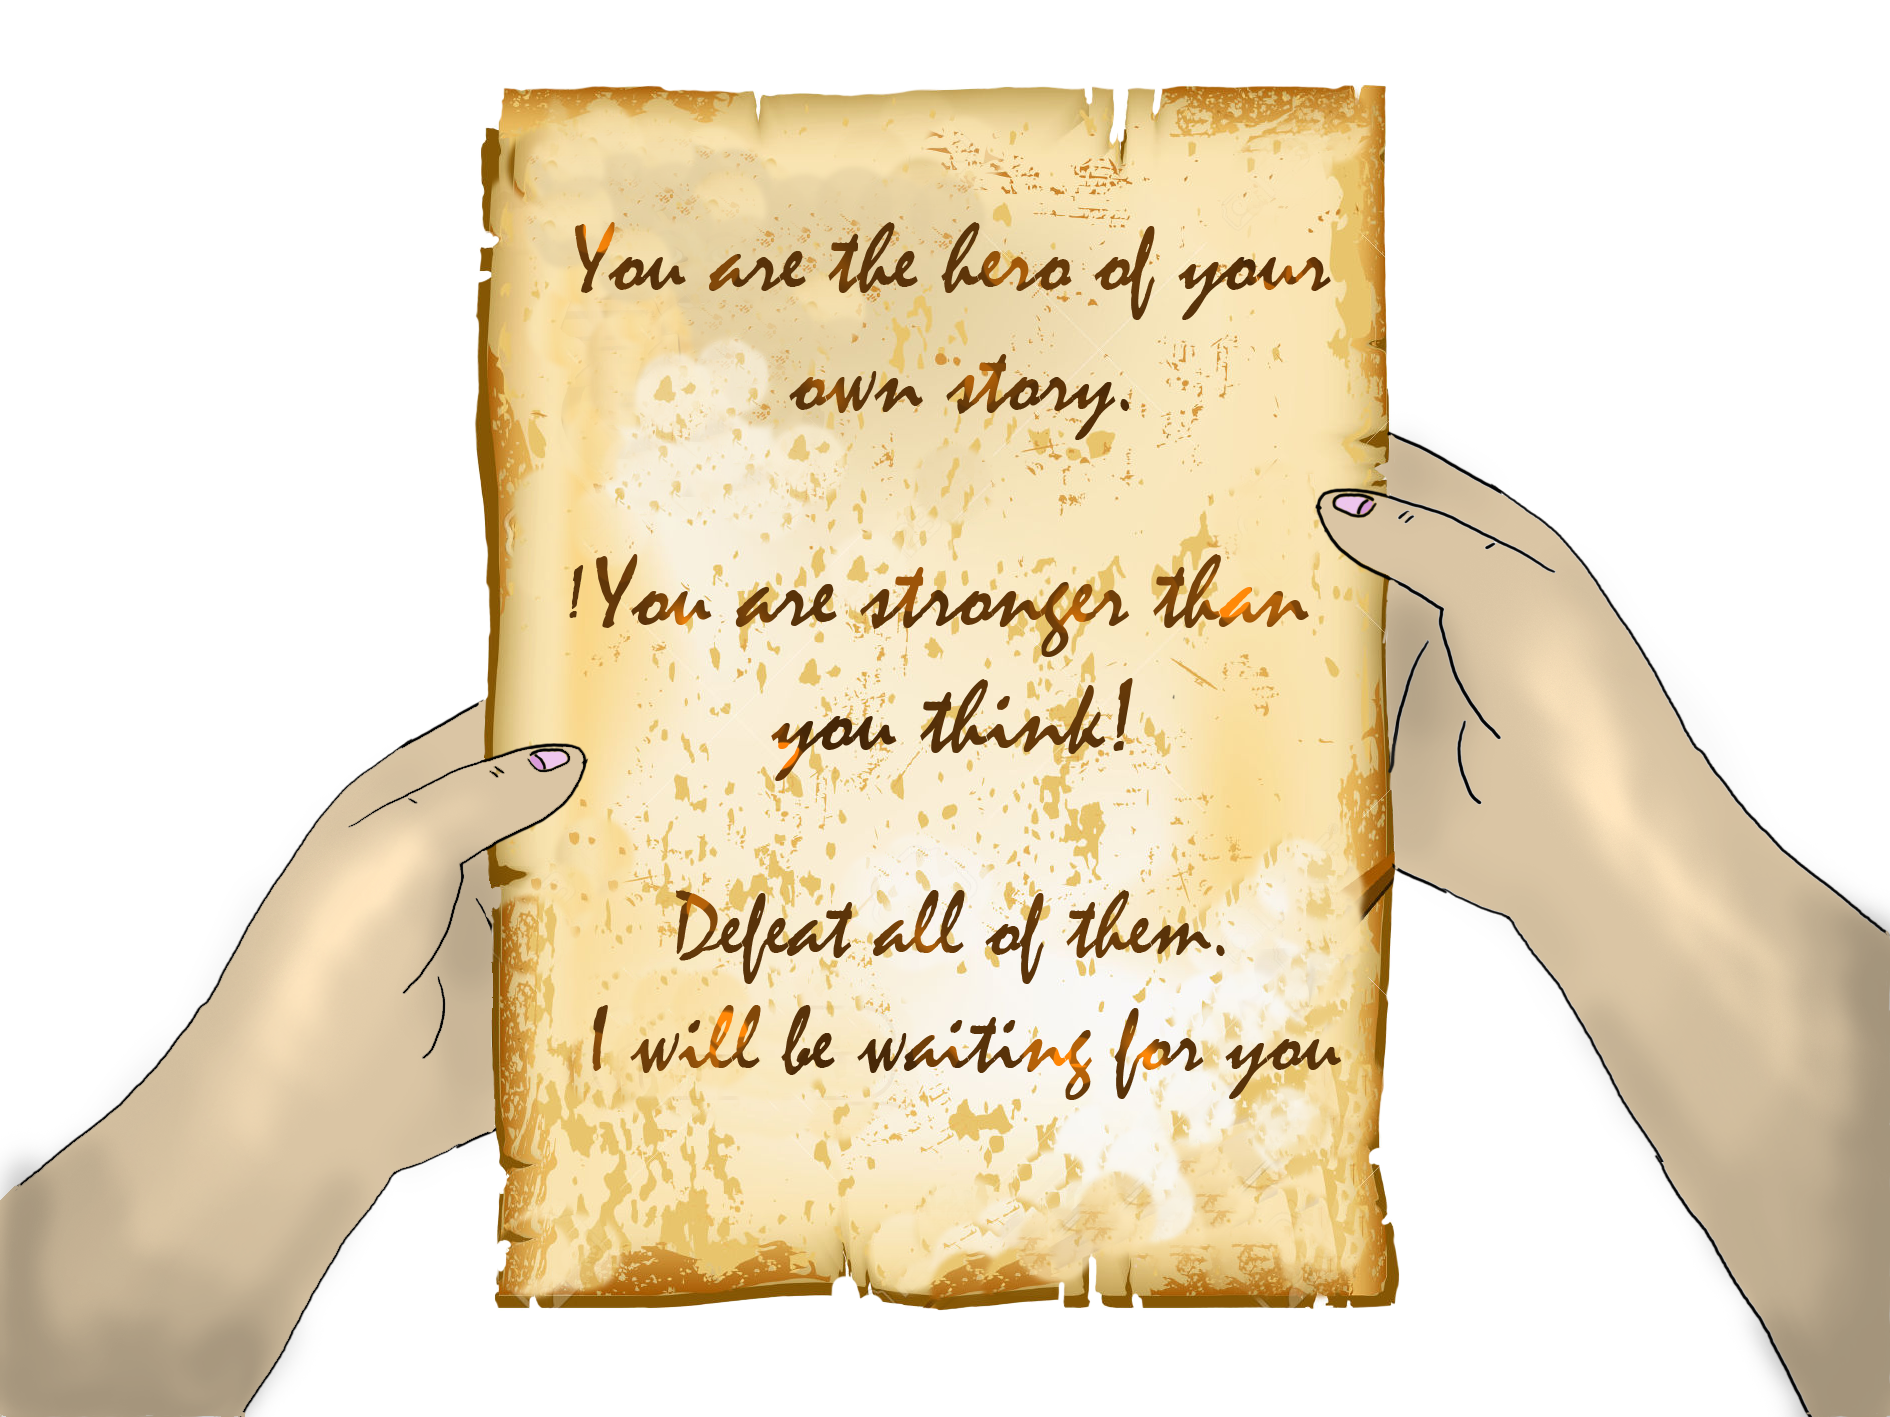 You are the hero of your
own story.
!You are stronger than
you think!
Defeat all of them.
I will be waiting for you